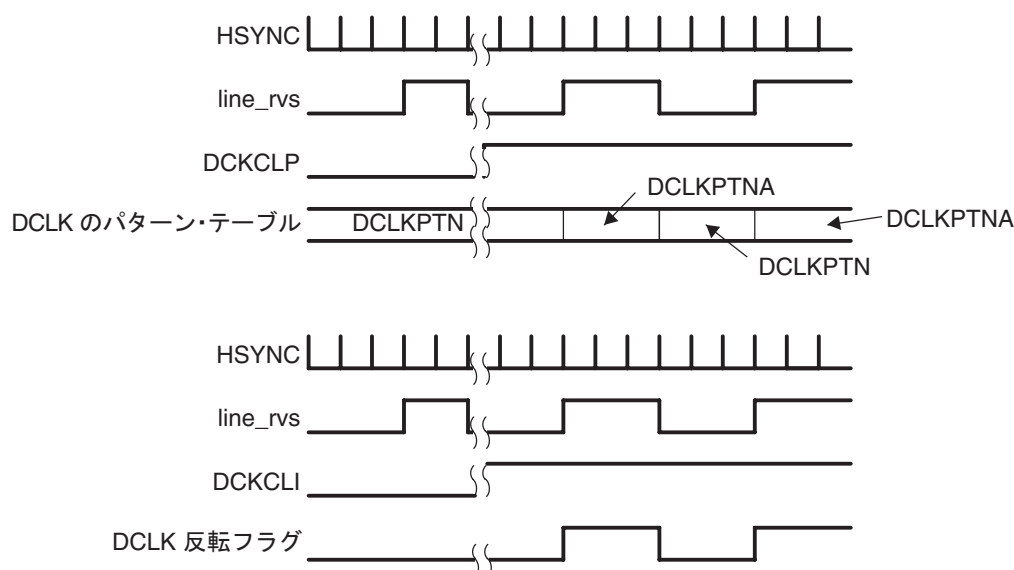 HSYNC
line_rvs
DCKCLP
DCLKPTNA
DCLK のパターン・テーブル
DCLKPTN
DCLKPTNA
DCLKPTN
HSYNC
line_rvs
DCKCLI
DCLK 反転フラグ